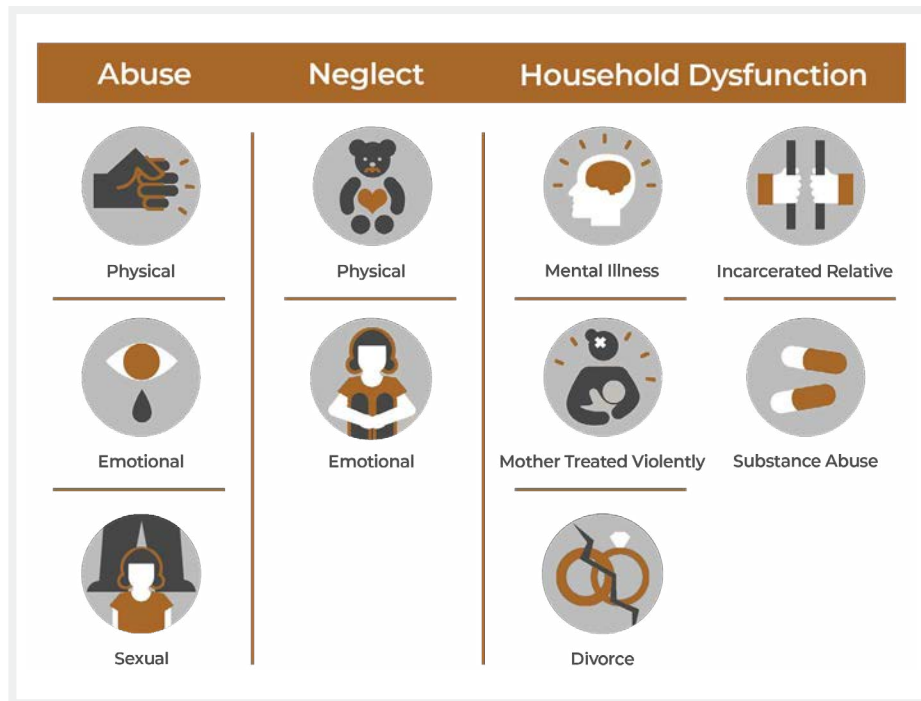 Abuse
Neglect
Household Dysfunction
Physical
Physical
Mental Illness
Incarcerated Relative
Emotional
Emotional
Mother Treated Violently
Substance Abuse
Sexual
Divorce